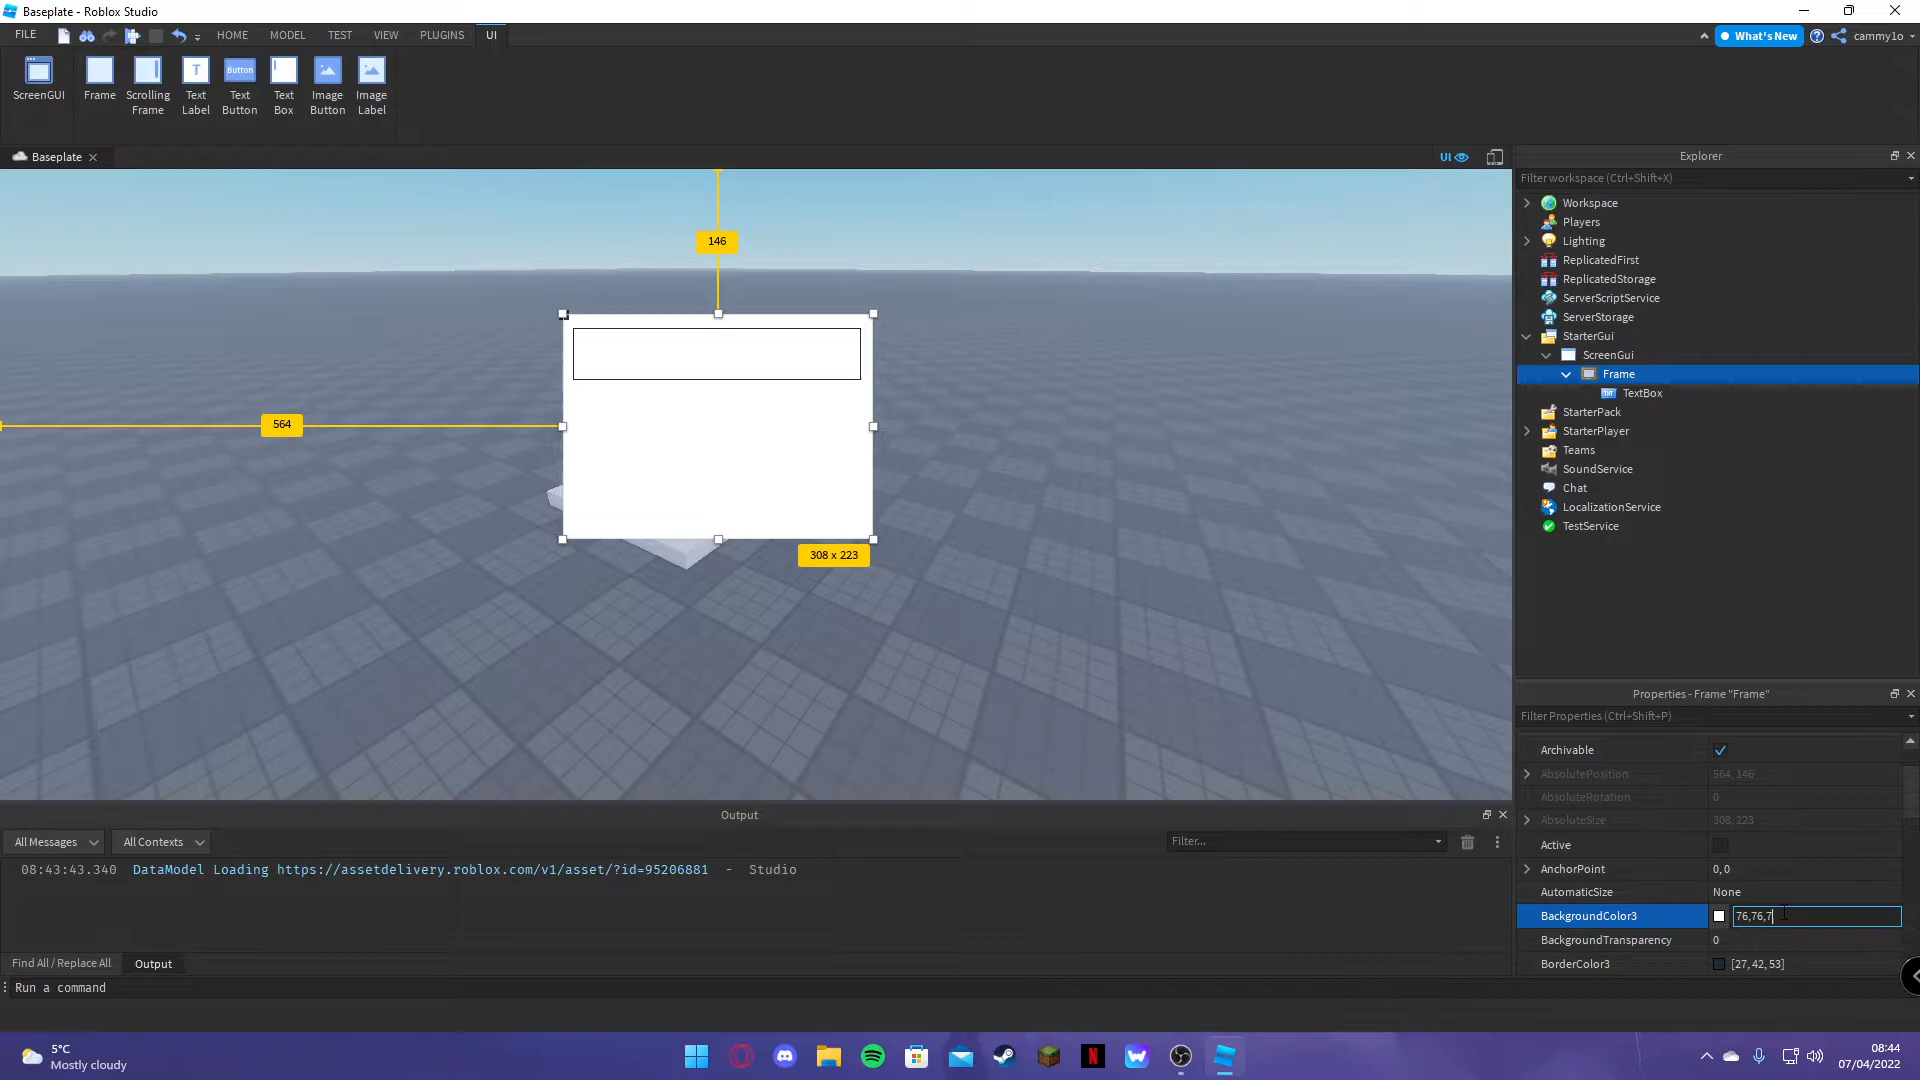 Baseplate - Roblox Studio
FILE
HOME
MODEL
TEST
VIEW
PLUGINS
UI
What's New
cammy1o
ScreenGUI
Frame
Scrolling
Frame
T
Text
Label
Button
Text
Button
Text
Box
Image
Button
Image
Label
Baseplate
UI
Explorer
Filter workspace (Ctrl+Shift+X)
Workspace
Players
Lighting
ReplicatedFirst
ReplicatedStorage
ServerScriptService
ServerStorage
StarterGui
ScreenGui
Frame
TextBox
StarterPack
StarterPlayer
Teams
SoundService
Chat
LocalizationService
TestService
146
564
308 x 223
Properties - Frame "Frame"
Filter Properties (Ctrl+Shift+P)
Archivable
AbsolutePosition 564, 146
AbsoluteRotation 0
AbsoluteSize 308, 223
Active
AnchorPoint 0, 0
AutomaticSize None
BackgroundColor3 76,76,7
BackgroundTransparency 0
BorderColor3 [27, 42, 53]
Output
All Messages
All Contexts
Filter...
08:43:43.340 DataModel Loading https://assetdelivery.roblox.com/v1/asset/?id=95206881 - Studio
Find All / Replace All
Output
Run a command
5°C
Mostly cloudy
08:44
07/04/2022